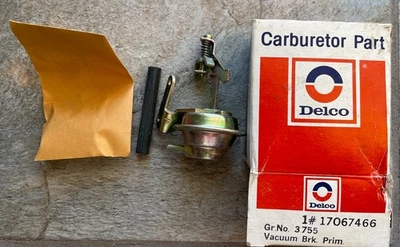 Carburetor Part
Delco
Delco
1# 17067466
Gr.No. 3755
Vacuum Brk. Prim.